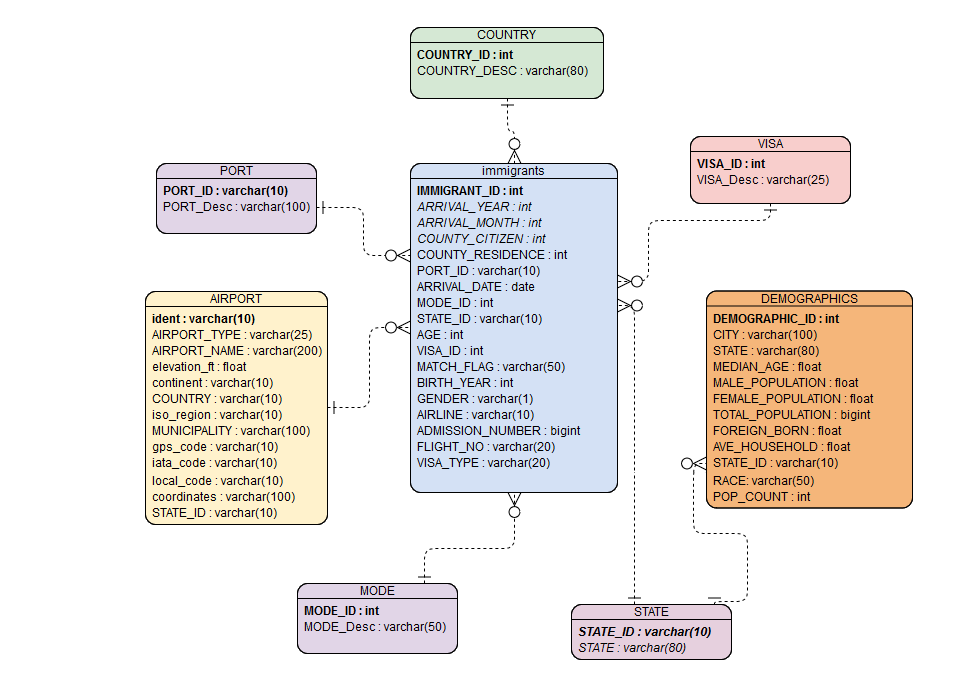 COUNTRY
COUNTRY_ID : int
COUNTRY_DESC : varchar(80)
PORT
PORT_ID : varchar(10)
PORT_Desc : varchar(100)
immigrants
IMMIGRANT_ID : int
ARRIVAL_YEAR : int
ARRIVAL_MONTH : int
COUNTY_CITIZEN : int
COUNTY_RESIDENCE : int
PORT_ID : varchar(10)
ARRIVAL_DATE : date
MODE_ID : int
STATE_ID : varchar(10)
AGE : int
VISA_ID : int
MATCH_FLAG : varchar(50)
BIRTH_YEAR : int
GENDER : varchar(1)
AIRLINE : varchar(10)
ADMISSION_NUMBER : bigint
FLIGHT_NO : varchar(20)
VISA_TYPE : varchar(20)
VISA
VISA_ID : int
VISA_Desc : varchar(25)
AIRPORT
ident : varchar(10)
AIRPORT_TYPE : varchar(25)
AIRPORT_NAME : varchar(200)
elevation_ft : float
continent : varchar(10)
COUNTRY : varchar(10)
iso_region : varchar(10)
MUNICIPALITY : varchar(100)
gps_code : varchar(10)
iata_code : varchar(10)
local_code : varchar(10)
coordinates : varchar(100)
STATE_ID : varchar(10)
DEMOGRAPHICS
DEMOGRAPHIC_ID : int
CITY : varchar(100)
STATE : varchar(80)
MEDIAN_AGE : float
MALE_POPULATION : float
FEMALE_POPULATION : float
TOTAL_POPULATION : bigint
FOREIGN_BORN : float
AVE_HOUSEHOLD : float
STATE_ID : varchar(10)
RACE: varchar(50)
POP_COUNT : int
MODE
MODE_ID : int
MODE_Desc : varchar(50)
STATE
STATE_ID : varchar(10)
STATE : varchar(80)